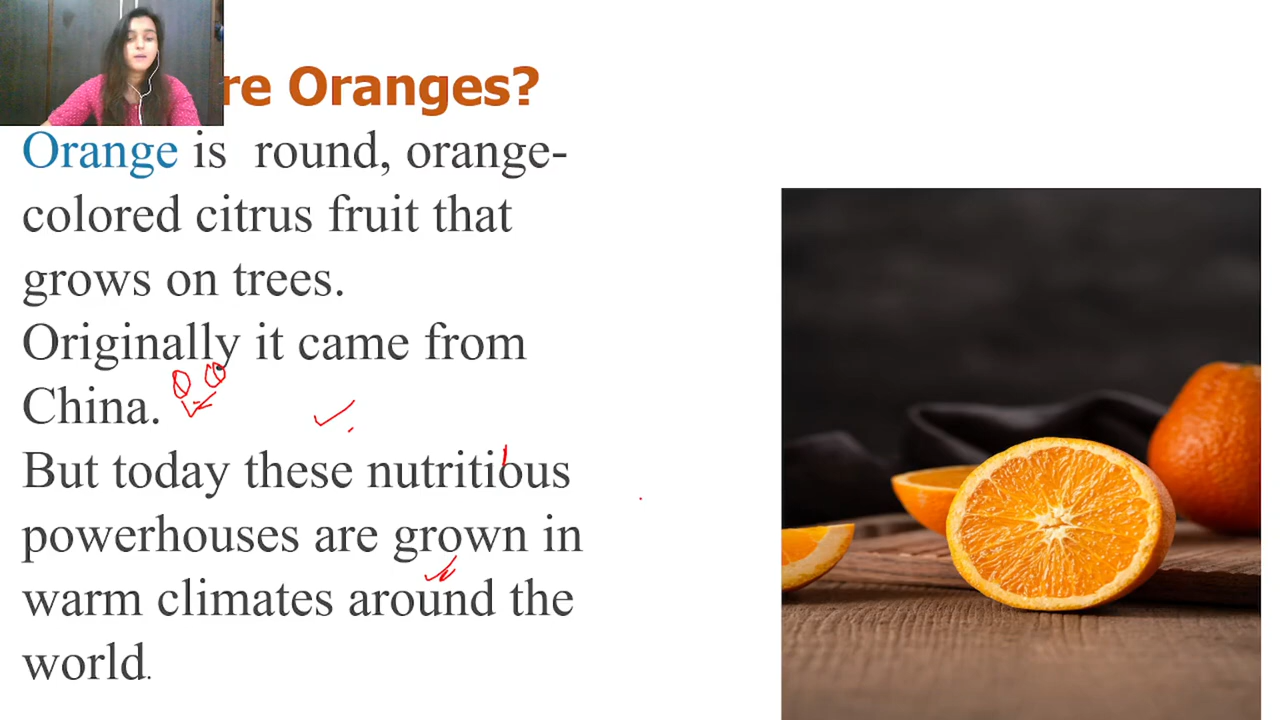 re Oranges?
Orange is round, orange-
colored citrus fruit that
grows on trees.
Originally it came from
China.
But today these nutritious
powerhouses are grown in
warm climates around the
world.